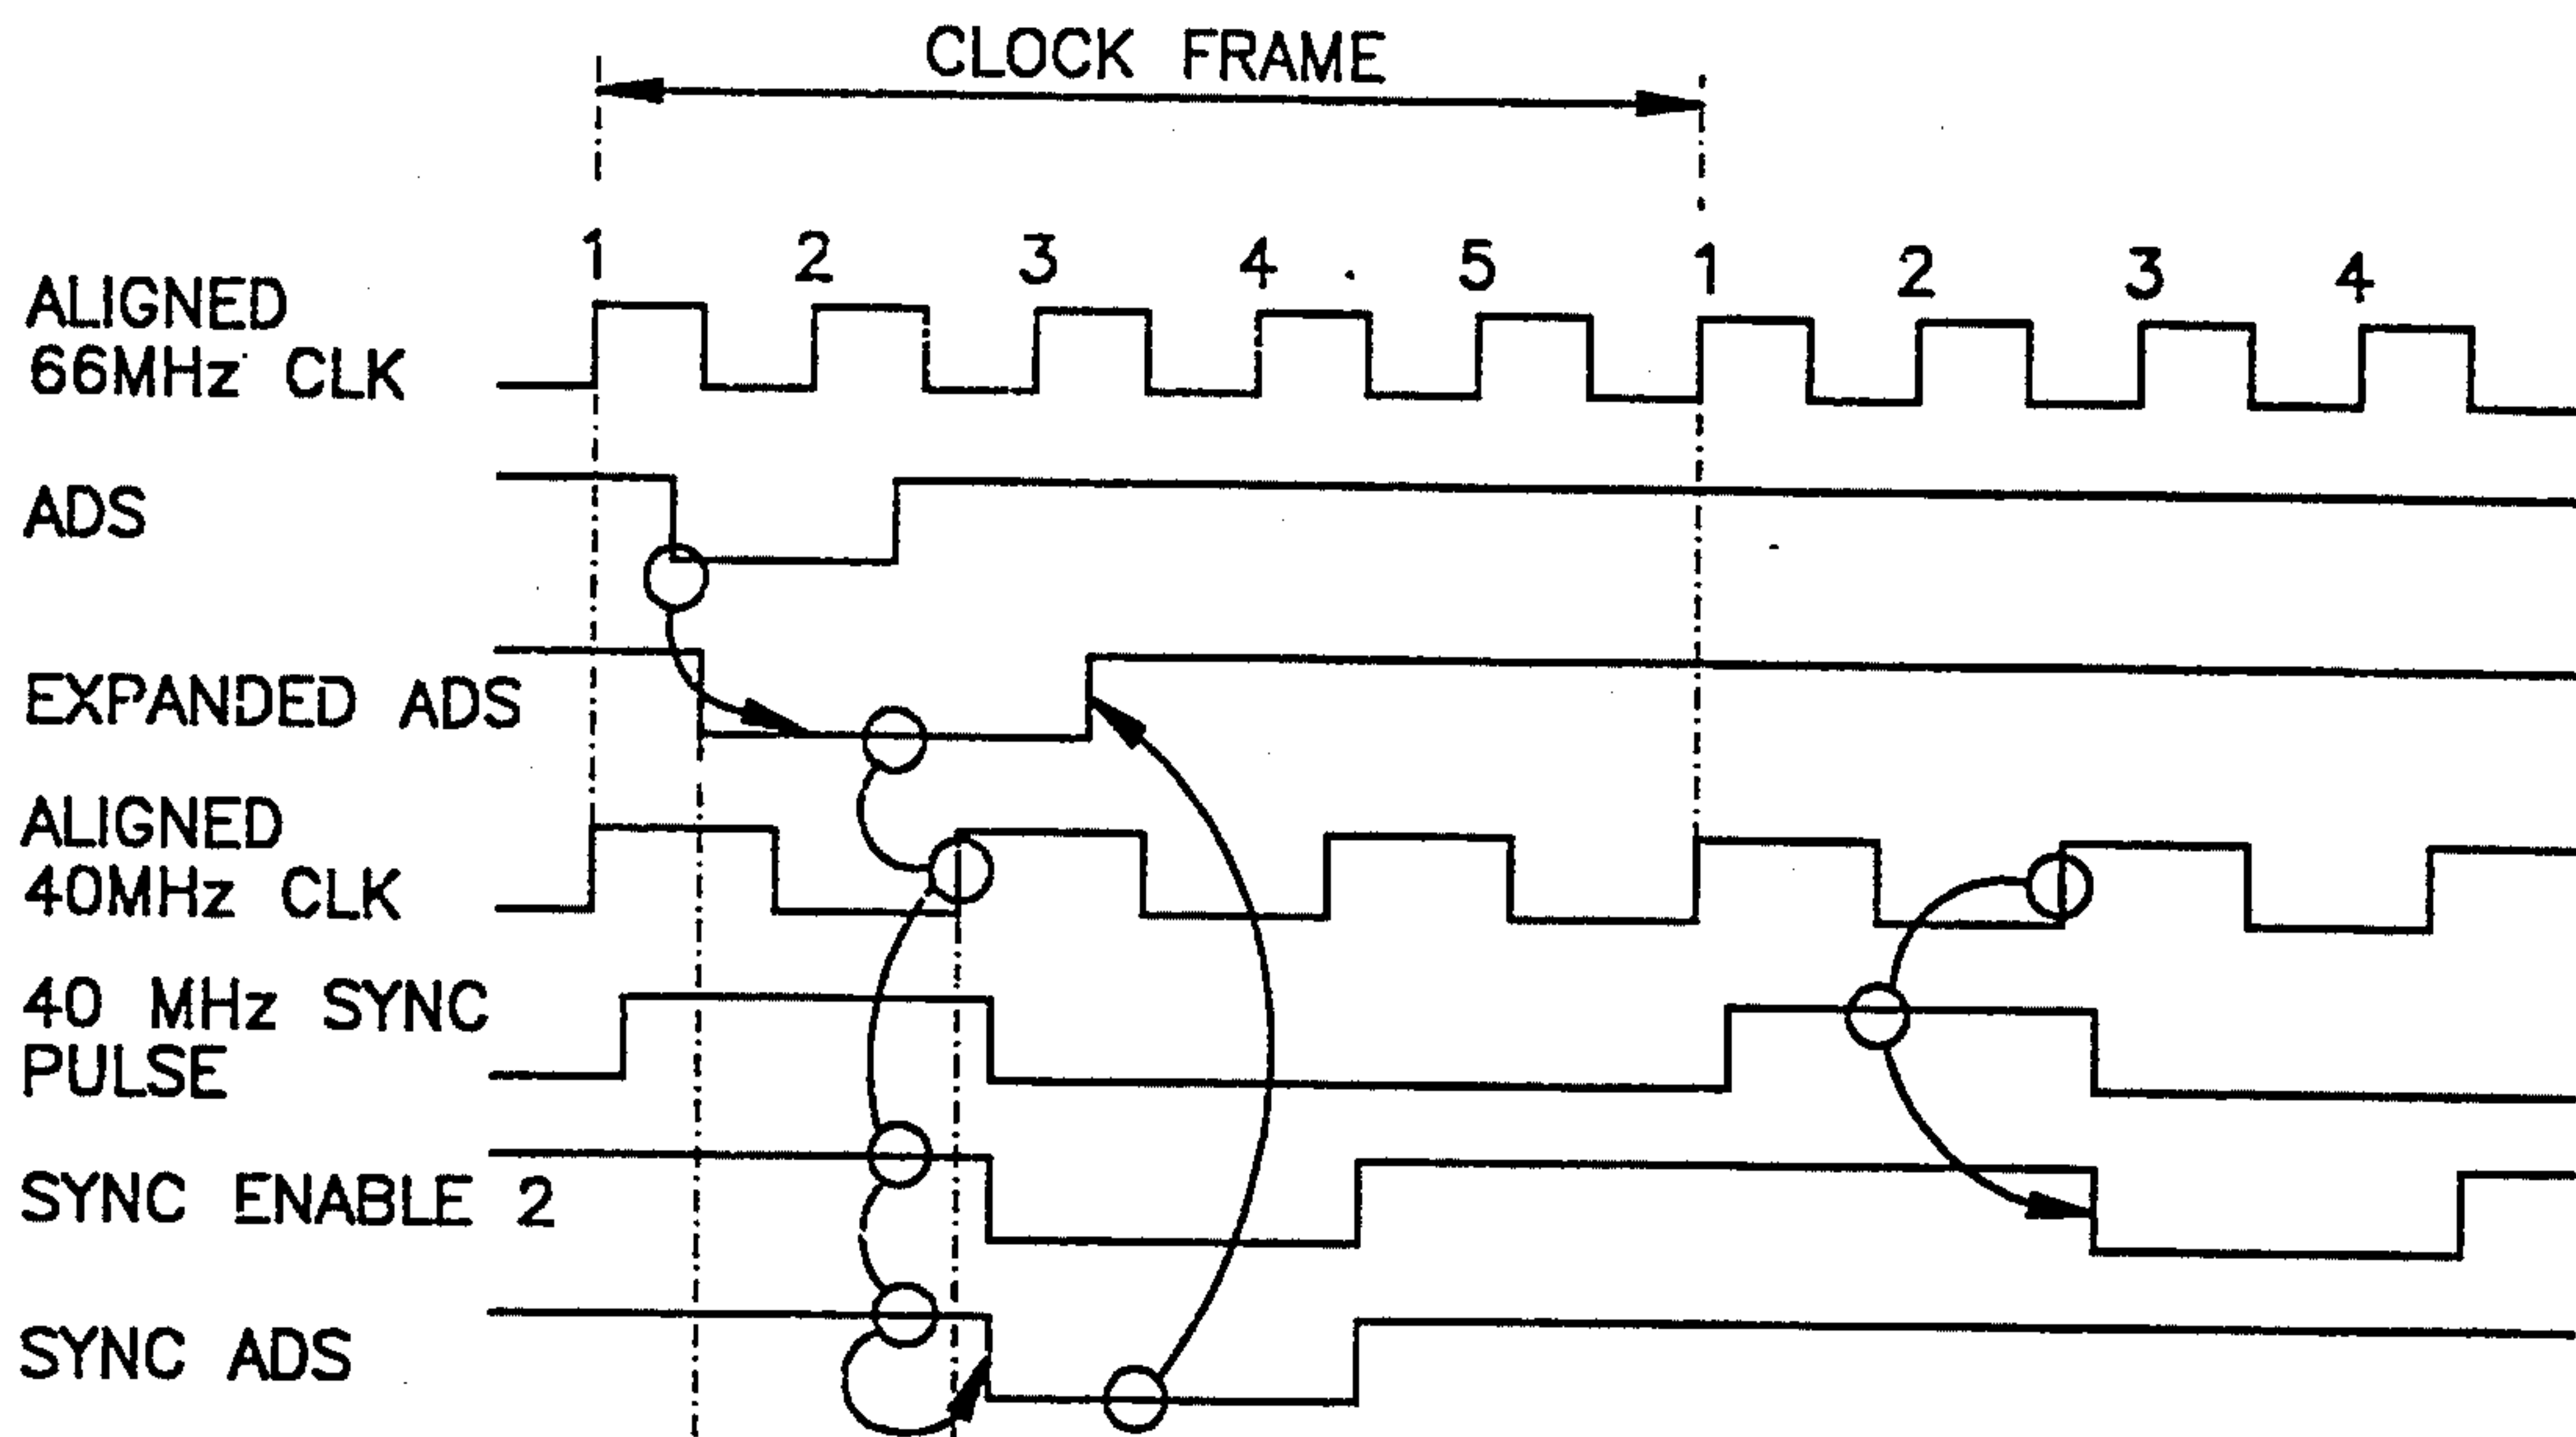 CLOCK FRAME
1 2 3 4 5 1 2 3 4
ALIGNED
66MHz CLK
ADS
EXPANDED ADS
ALIGNED
40MHz CLK
40 MHz SYNC
PULSE
SYNC ENABLE 2
SYNC ADS